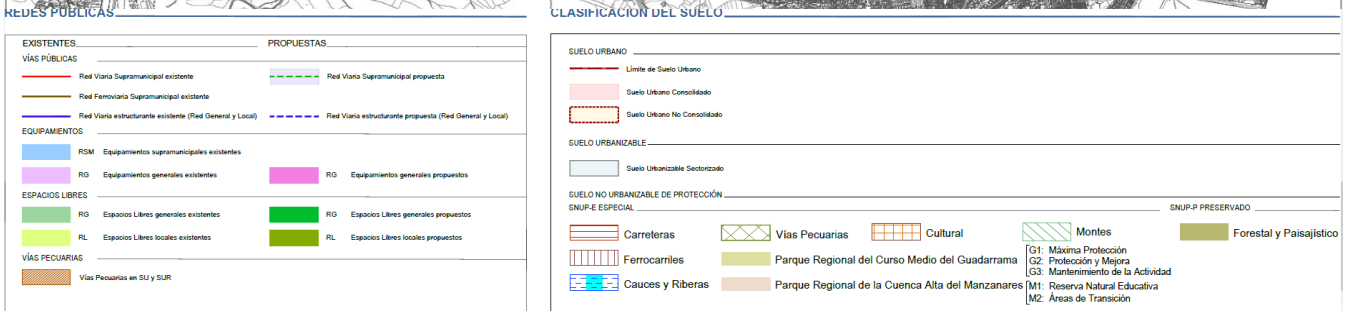 REDES PÚBLICAS
EXISTENTES
PROPUESTAS
VÍAS PÚBLICAS
Red Viaria Supramunicipal existente
Red Viaria Supramunicipal propuesta
Red Ferroviaria Supramunicipal existente
Red Viaria estructurante existente (Red General y Local)
Red Viaria estructurante propuesta (Red General y Local)
EQUIPAMIENTOS
RSM Equipamientos supramunicipales existentes
RG Equipamientos generales existentes
RG Equipamientos generales propuestos
ESPACIOS LIBRES
RG Espacios Libres generales existentes
RG Espacios Libres generales propuestos
RL Espacios Libres locales existentes
RL Espacios Libres locales propuestos
VÍAS PECUARIAS
Vías Pecuarias en SU y SUR
CLASIFICACIÓN DEL SUELO
SUELO URBANO
Límite de Suelo Urbano
Suelo Urbano Consolidado
Suelo Urbano No Consolidado
SUELO URBANIZABLE
Suelo Urbanizable Sectorizado
SUELO NO URBANIZABLE DE PROTECCIÓN
SNUP-E ESPECIAL
SNUP-P PRESERVADO
Carreteras
Vías Pecuarias
Cultural
Montes
Forestal y Paisajístico
Ferrocarriles
Parque Regional del Curso Medio del Guadarrama
G1: Máxima Protección
G2: Protección y Mejora
G3: Mantenimiento de la Actividad
Cauces y Riberas
Parque Regional de la Cuenca Alta del Manzanares
M1: Reserva Natural Educativa
M2: Áreas de Transición